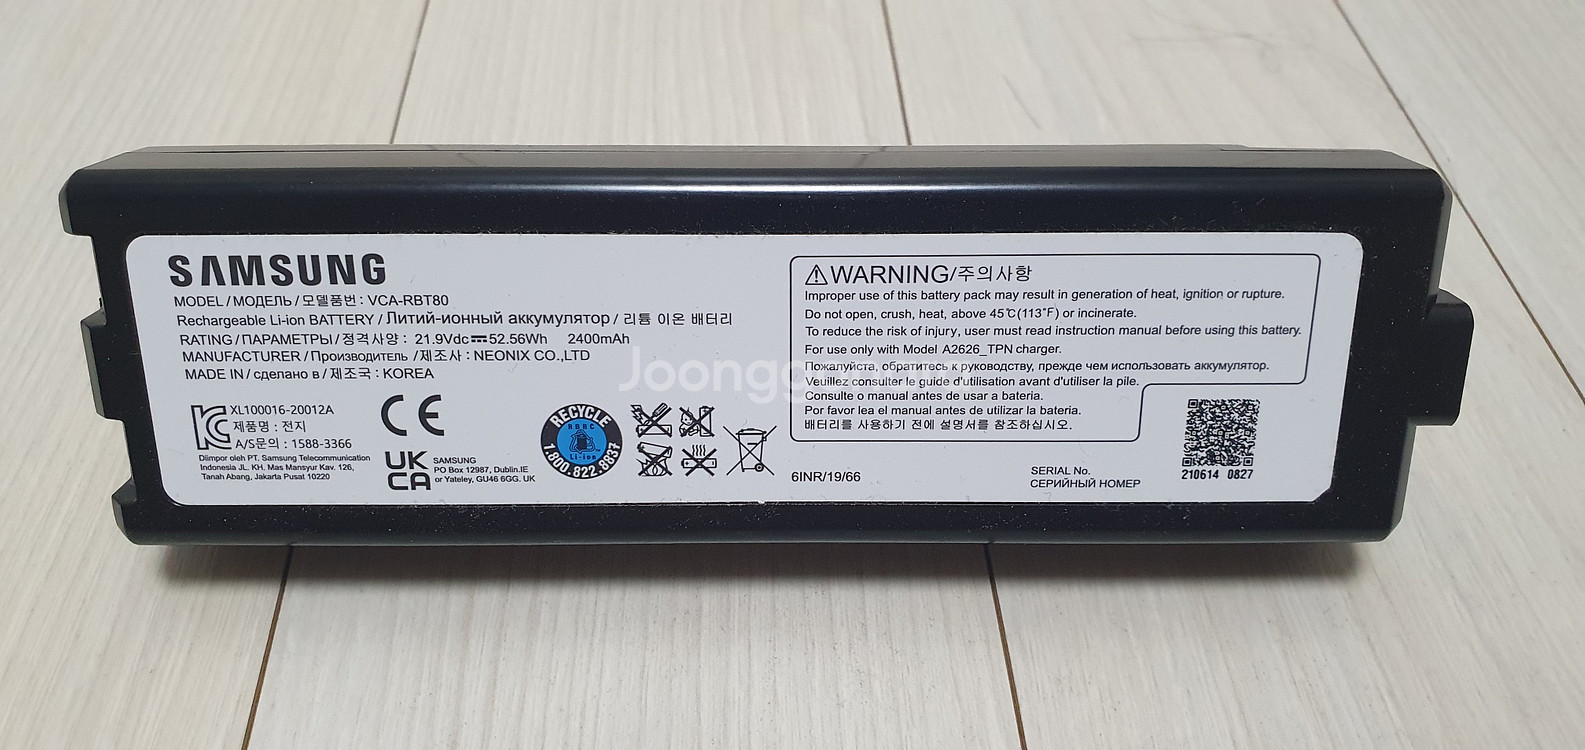 SAMSUNG
MODEL / МОДЕЛЬ / 모델품번 : VCA-RBT80
Rechargeable Li-ion BATTERY / Литий-ионный аккумулятор / 리튬 이온 배터리
RATING / ПАРАМЕТРЫ / 정격사양 : 21.9Vdc 52.56Wh 2400mAh
MANUFACTURER / Производитель / 제조사 : NEONIX CO.,LTD
MADE IN / сделано в / 제조국 : KOREA
XL100016-20012A
제품명 : 전지
A/S문의 : 1588-3366
Diimpor oleh PT. Samsung Telecommunication
Indonesia JL. KH. Mas Mansyur Kav. 126,
Tanah Abang, Jakarta Pusat 10220
CE
UK
CA
SAMSUNG
PO Box 12987, Dublin.IE
or Yateley, GU46 6GG. UK
RECYCLE
RBRC
Li-ion
1.800.822.8837
WARNING/주의사항
Improper use of this battery pack may result in generation of heat, ignition or rupture.
Do not open, crush, heat, above 45℃(113˚F) or incinerate.
To reduce the risk of injury, user must read instruction manual before using this battery.
For use only with Model A2626_TPN charger.
Пожалуйста, обратитесь к руководству, прежде чем использовать аккумулятор.
Veuillez consulter le guide d'utilisation avant d'utiliser la pile.
Consulte o manual antes de usar a bateria.
Por favor lea el manual antes de utilizar la batería.
배터리를 사용하기 전에 설명서를 참조하십시오.
6INR/19/66
SERIAL No.
СЕРИЙНЫЙ НОМЕР
210614 0827